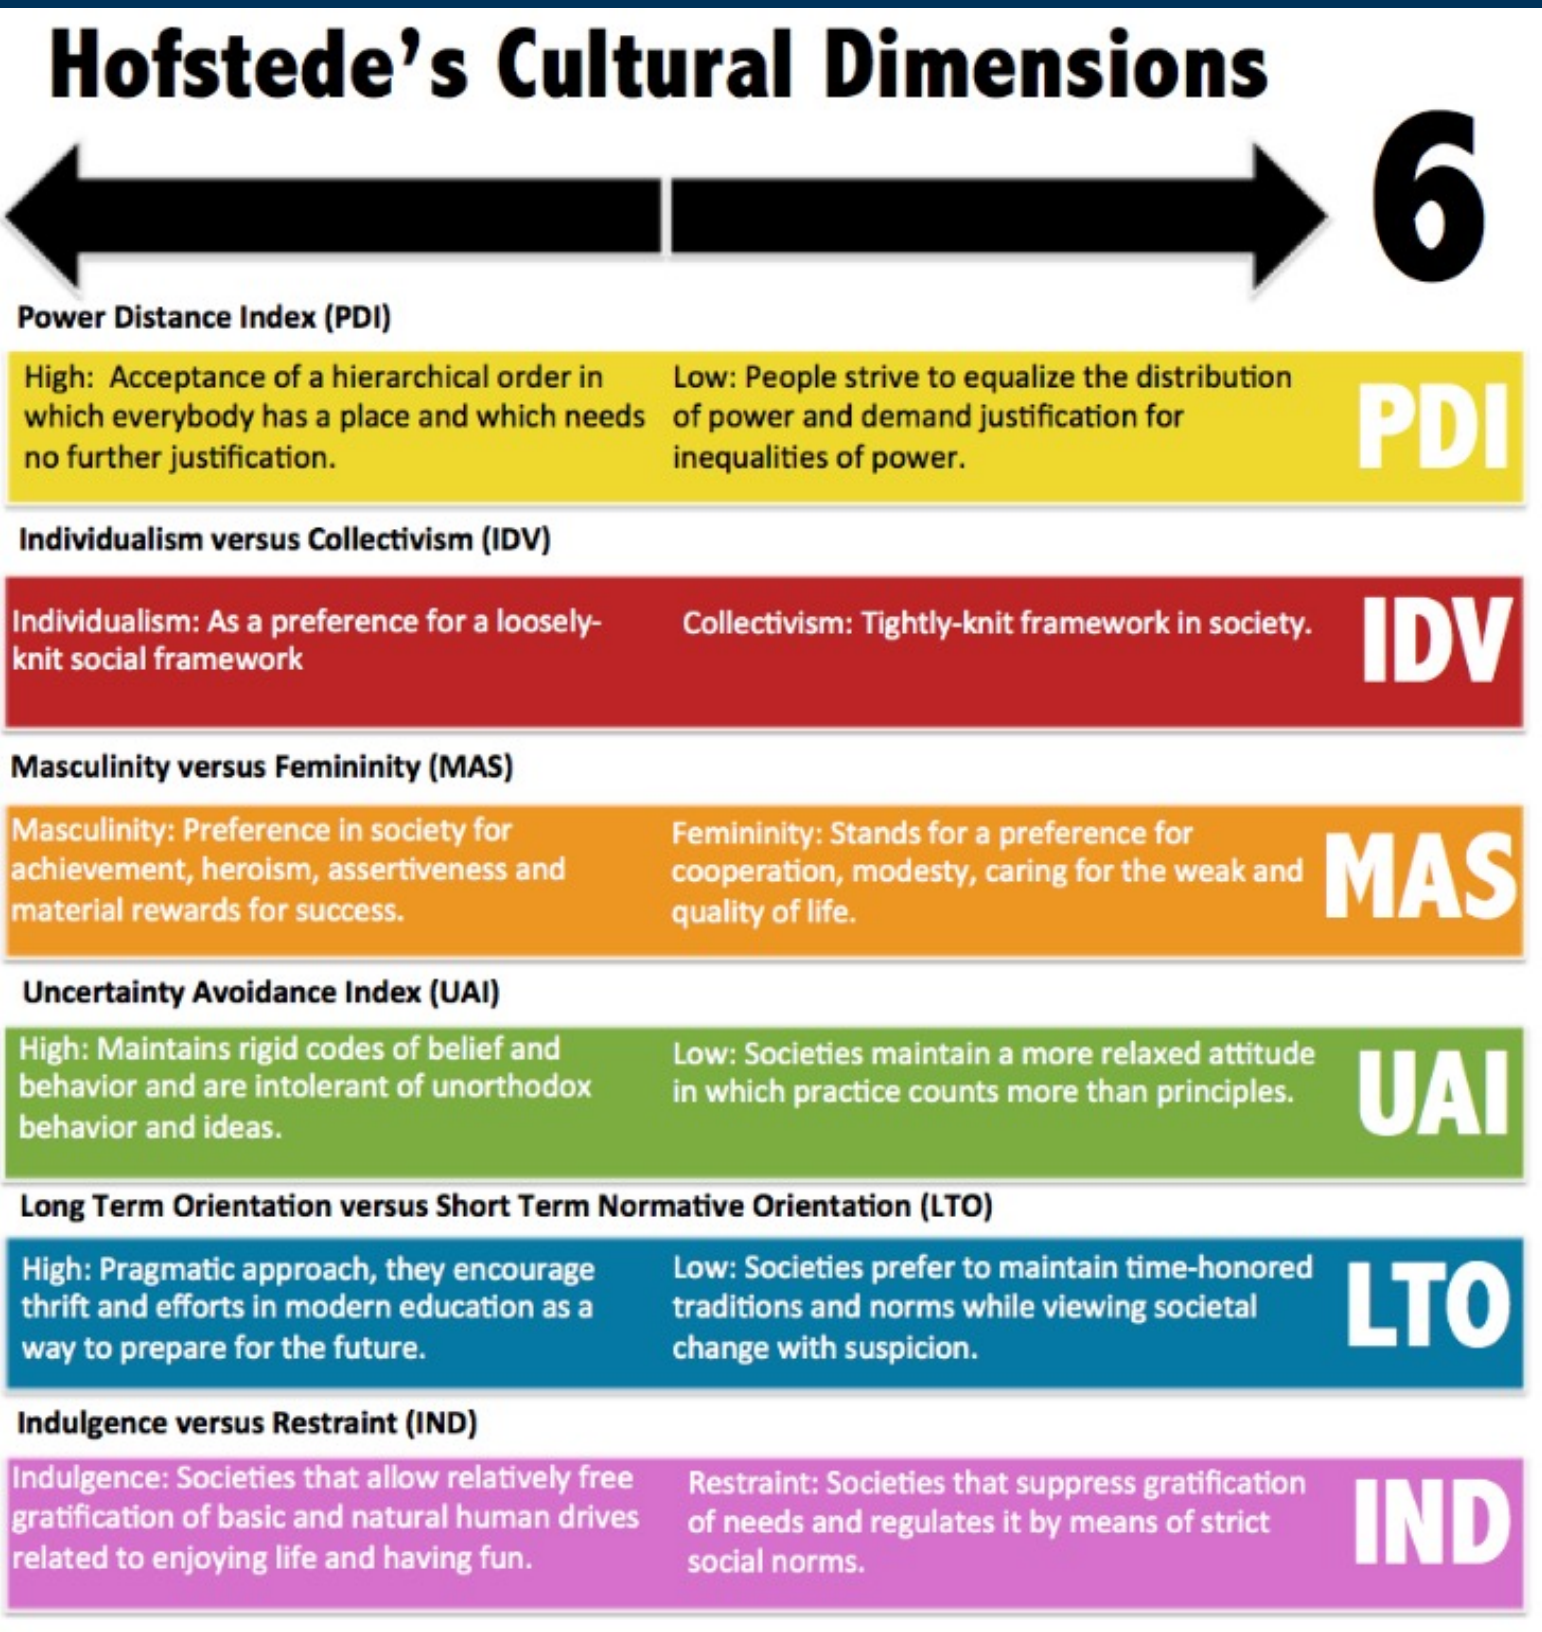 Hofstede's Cultural Dimensions
6
Power Distance Index (PDI)
High:  Acceptance of a hierarchical order in
which everybody has a place and which needs
no further justification.
Low: People strive to equalize the distribution
of power and demand justification for
inequalities of power.
PDI
Individualism versus Collectivism (IDV)
Individualism: As a preference for a loosely-
knit social framework
Collectivism: Tightly-knit framework in society.
IDV
Masculinity versus Femininity (MAS)
Masculinity: Preference in society for
achievement, heroism, assertiveness and
material rewards for success.
Femininity: Stands for a preference for
cooperation, modesty, caring for the weak and
quality of life.
MAS
Uncertainty Avoidance Index (UAI)
High: Maintains rigid codes of belief and
behavior and are intolerant of unorthodox
behavior and ideas.
Low: Societies maintain a more relaxed attitude
in which practice counts more than principles.
UAI
Long Term Orientation versus Short Term Normative Orientation (LTO)
High: Pragmatic approach, they encourage
thrift and efforts in modern education as a
way to prepare for the future.
Low: Societies prefer to maintain time-honored
traditions and norms while viewing societal
change with suspicion.
LTO
Indulgence versus Restraint (IND)
Indulgence: Societies that allow relatively free
gratification of basic and natural human drives
related to enjoying life and having fun.
Restraint: Societies that suppress gratification
of needs and regulates it by means of strict
social norms.
IND